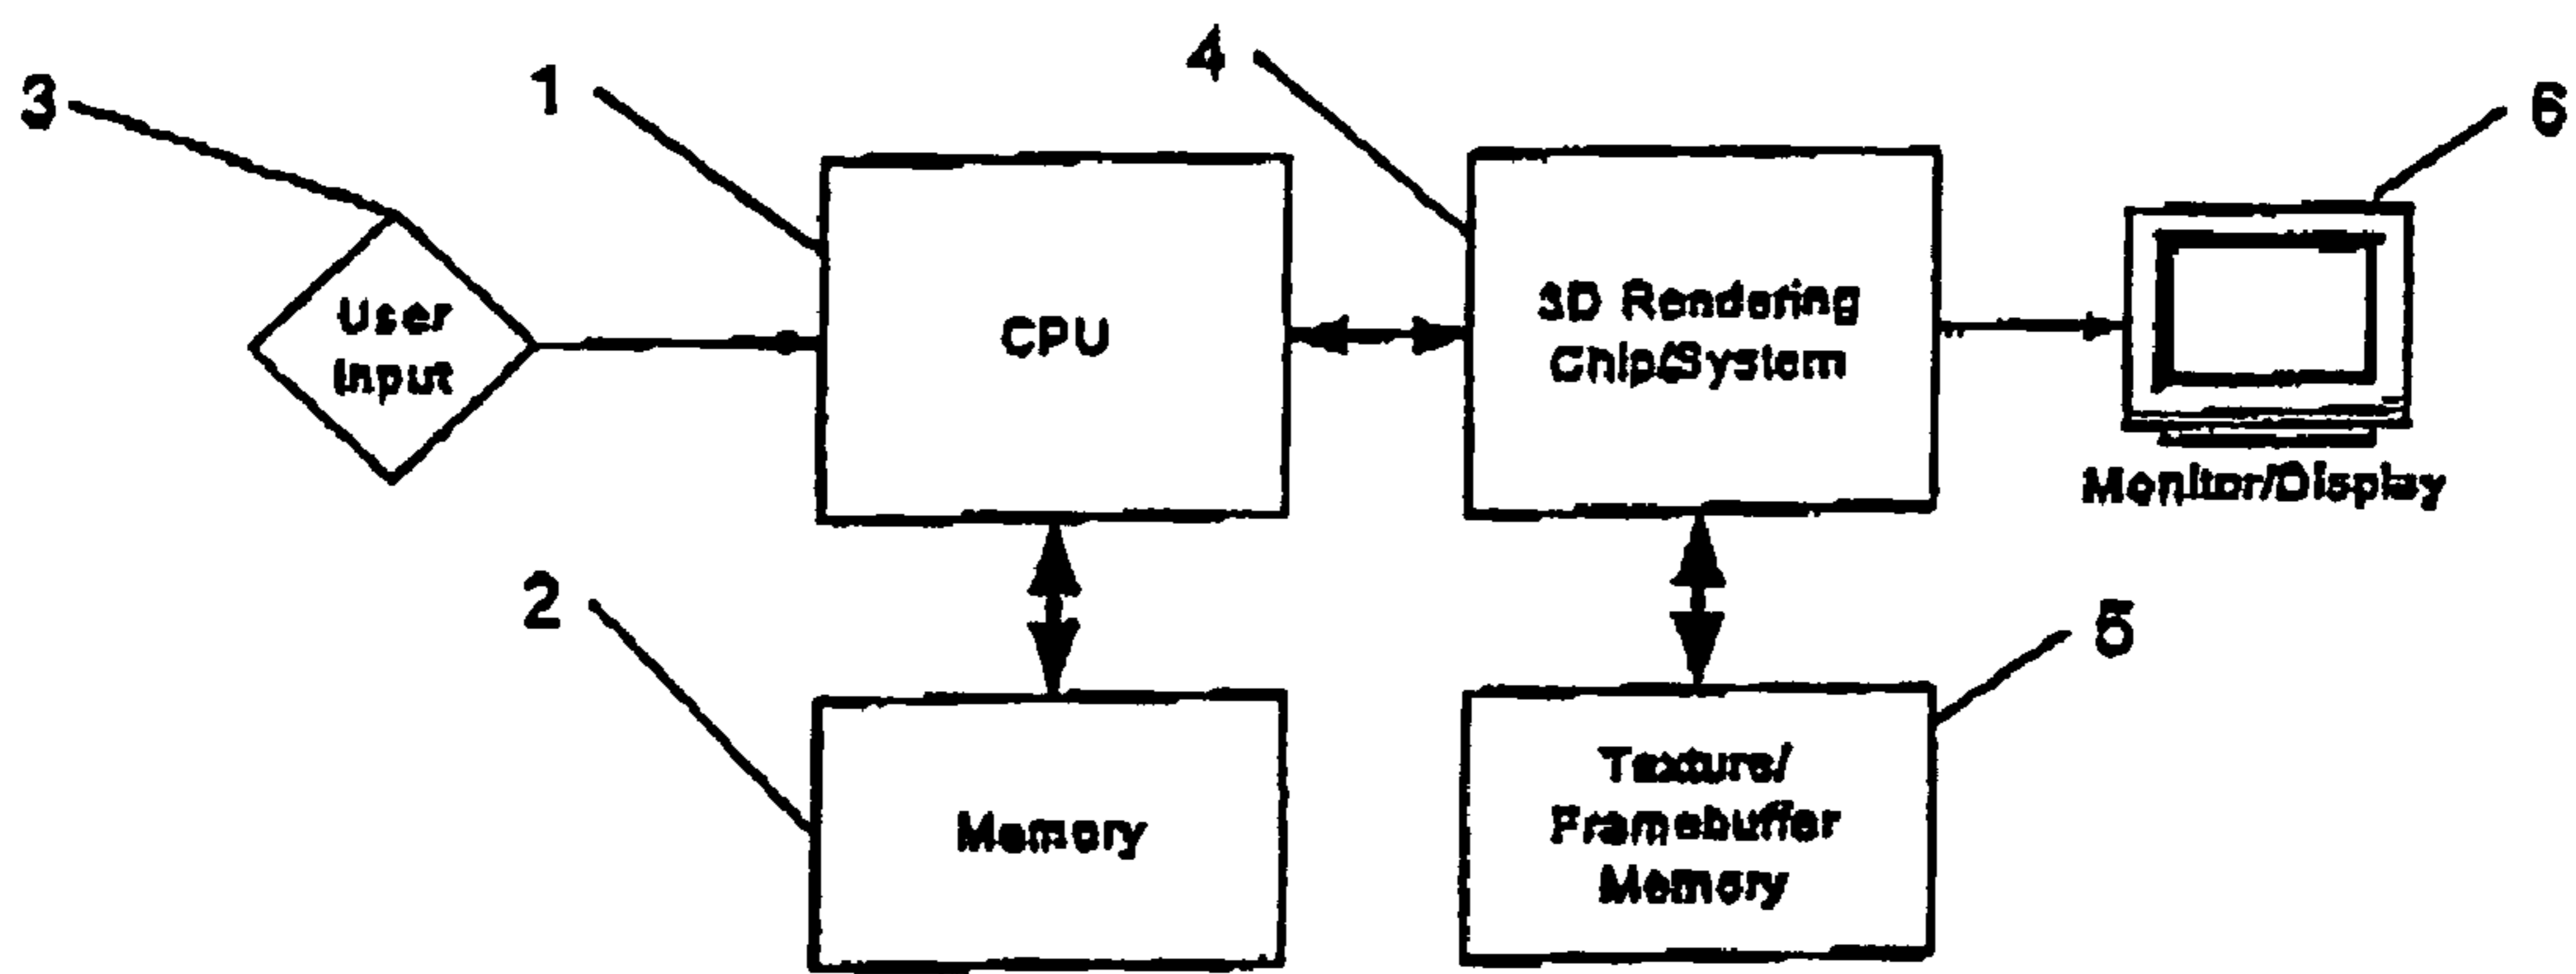 3
1
4
6
User
Input
CPU
3D Rendering
Chip/System
Monitor/Display
2
5
Memory
Texture/
Framebuffer
Memory